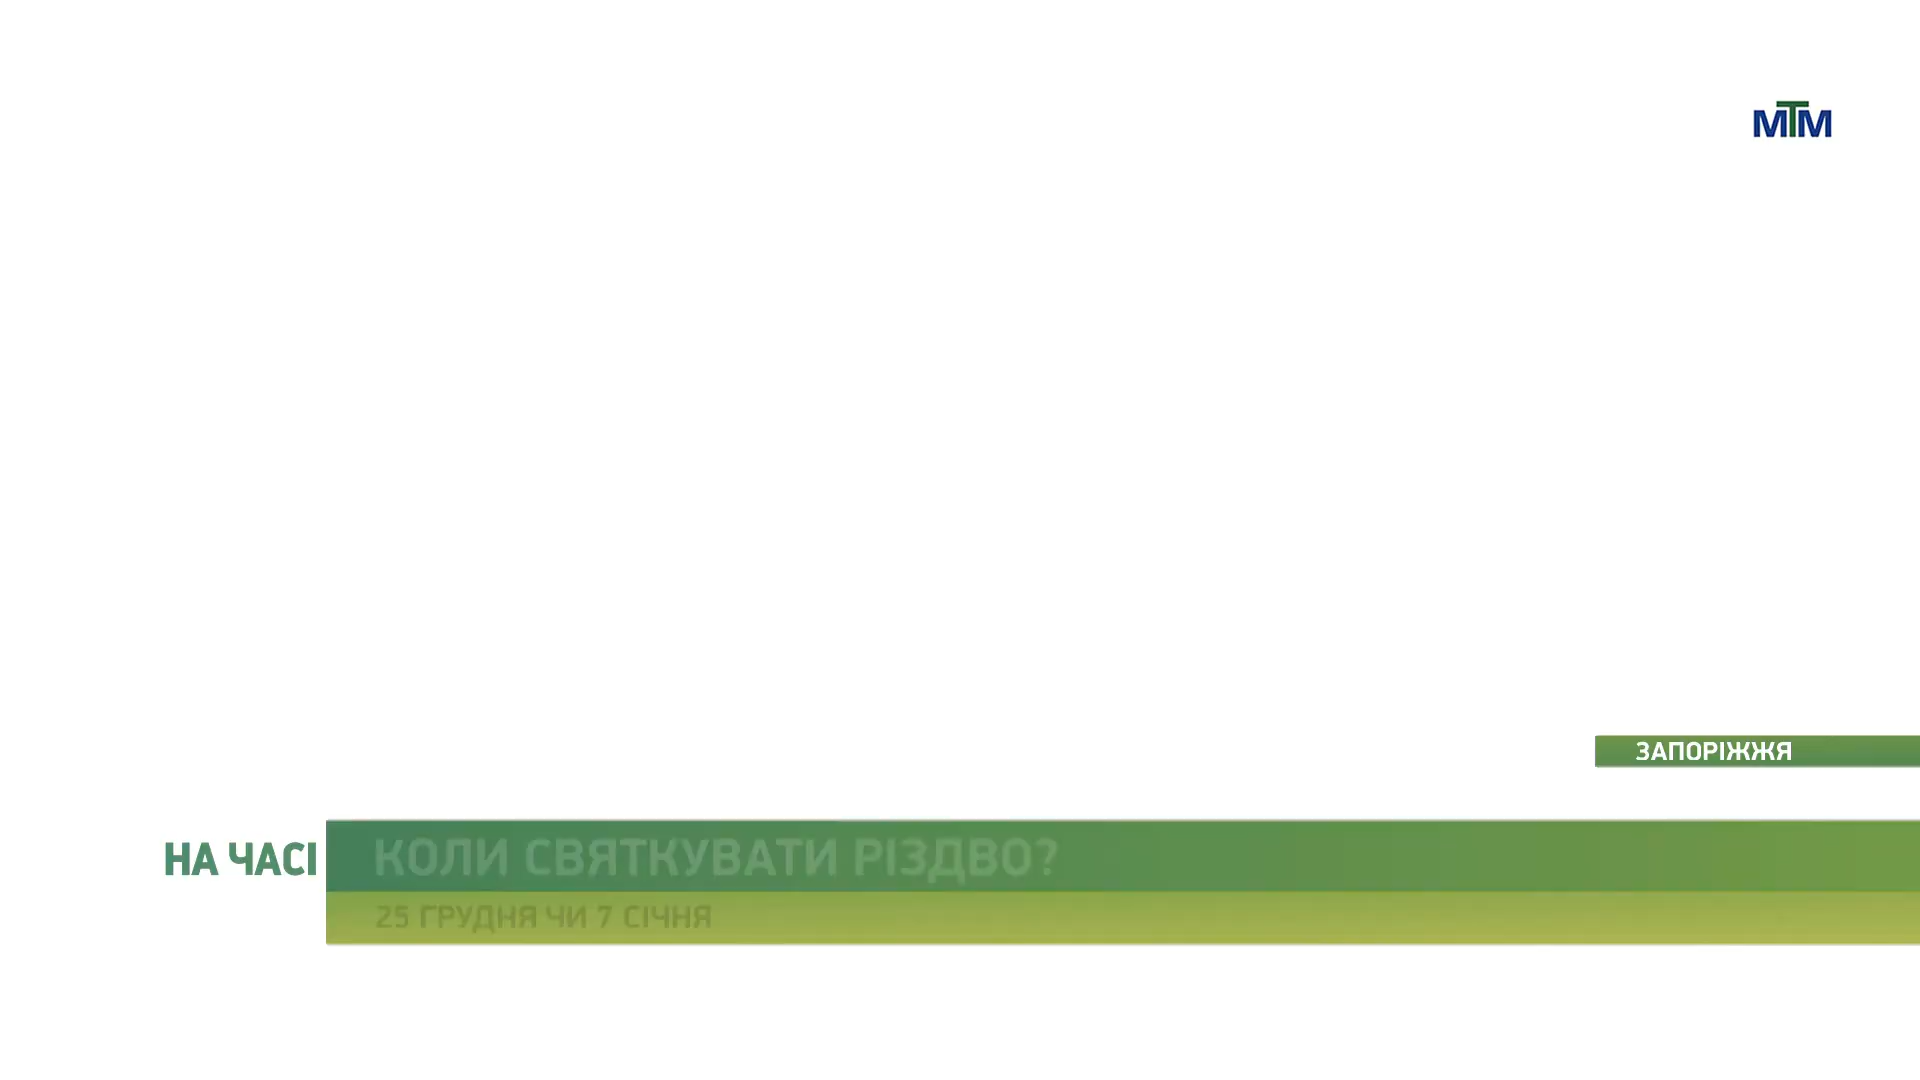 МТМ
ЗАПОРІЖЖЯ
НА ЧАСІ
КОЛИ СВЯТКУВАТИ РІЗДВО?
25 ГРУДНЯ ЧИ 7 СІЧНЯ